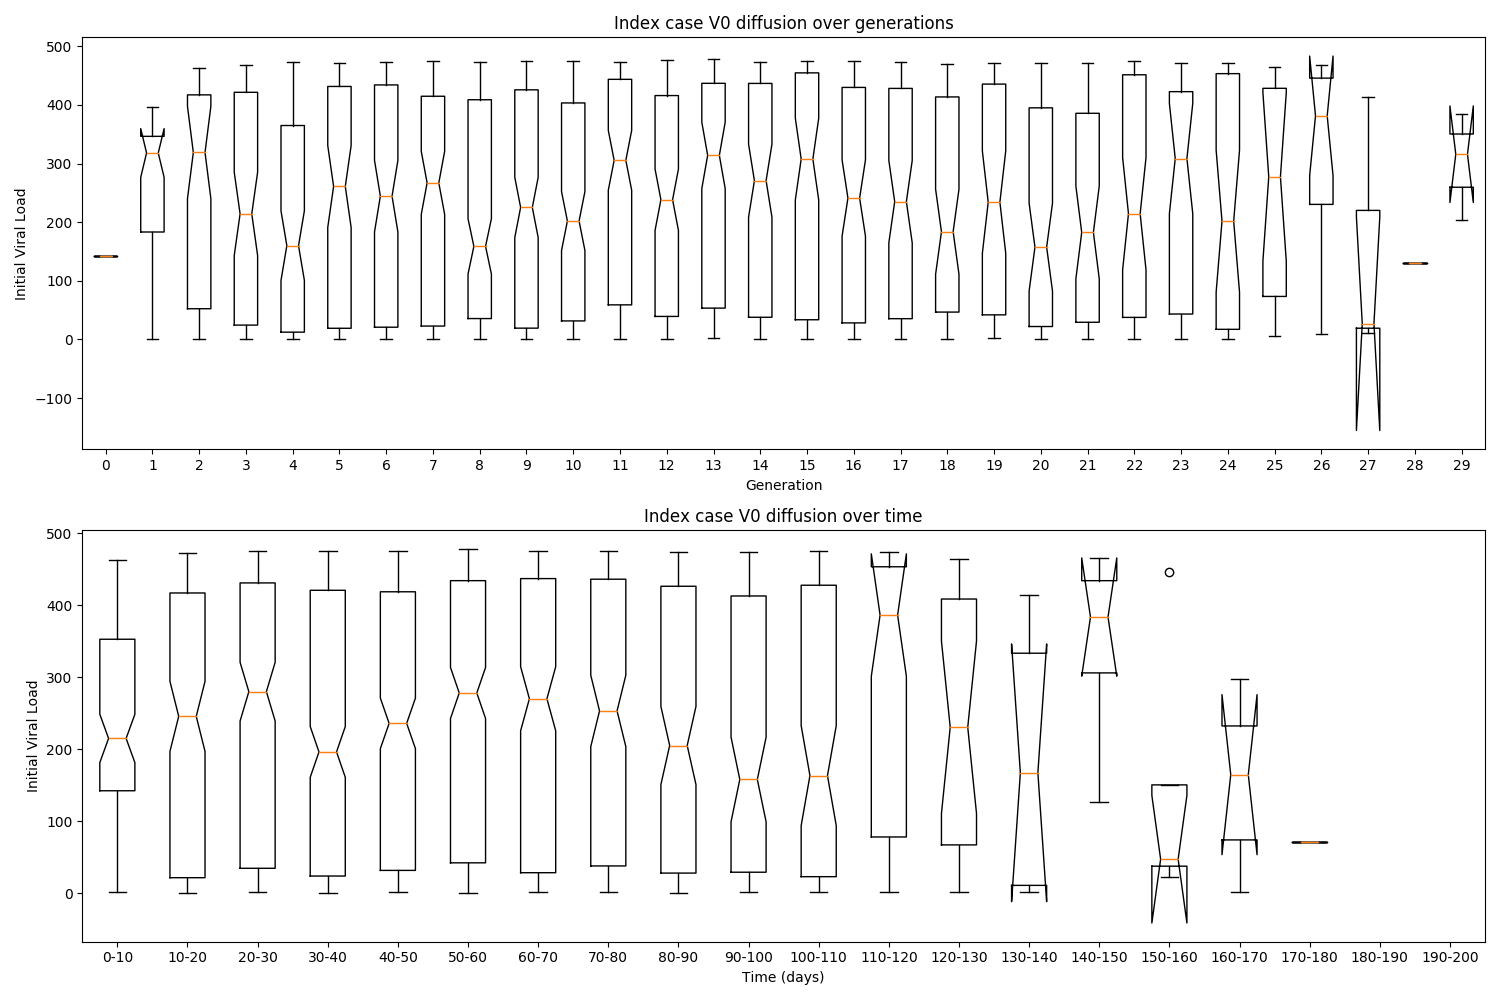 Index case V0 diffusion over generations
500
400
300
200
100
0
−100
Initial Viral Load
0 1 2 3 4 5 6 7 8 9 10 11 12 13 14 15 16 17 18 19 20 21 22 23 24 25 26 27 28 29
Generation
Index case V0 diffusion over time
500
400
300
200
100
0
Initial Viral Load
0-10 10-20 20-30 30-40 40-50 50-60 60-70 70-80 80-90 90-100 100-110 110-120 120-130 130-140 140-150 150-160 160-170 170-180 180-190 190-200
Time (days)